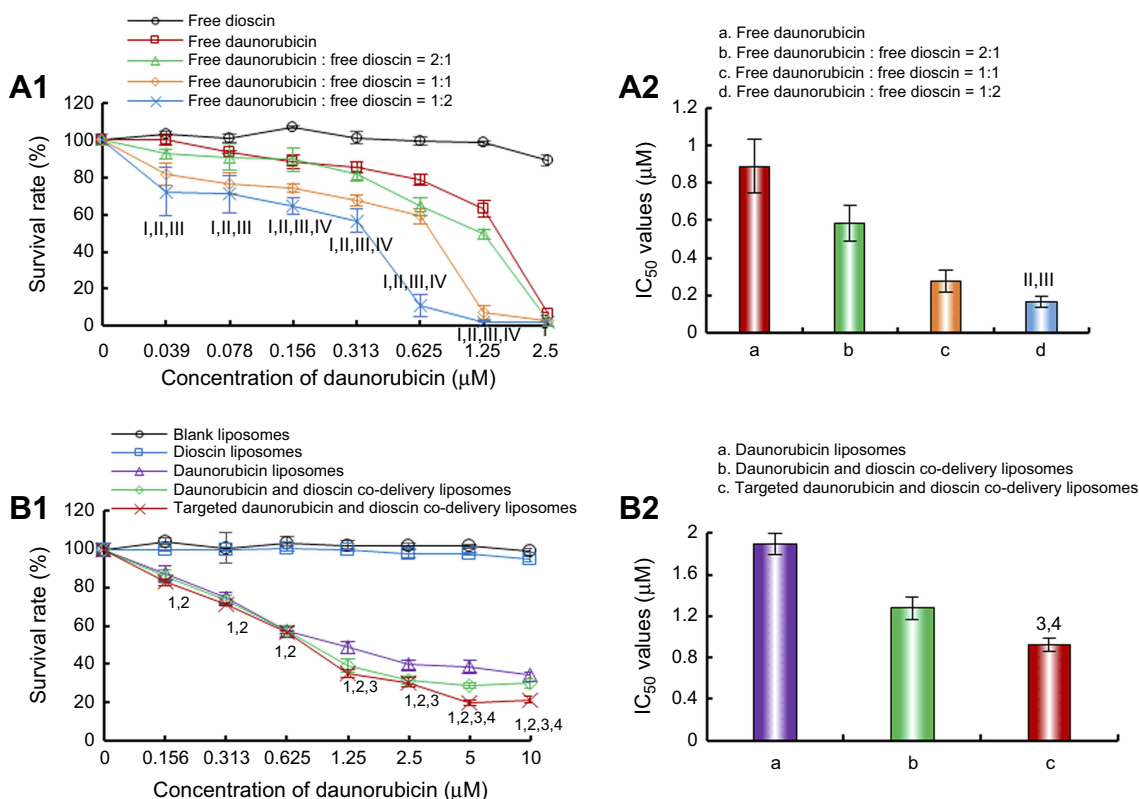 Free dioscin
Free daunorubicin
Free daunorubicin : free dioscin = 2:1
Free daunorubicin : free dioscin = 1:1
Free daunorubicin : free dioscin = 1:2
A1
Survival rate (%)
120
100
80
60
40
20
0
I,II,III
I,II,III
I,II,III,IV
I,II,III,IV
I,II,III,IV
I,II,III,IV
0 0.039 0.078 0.156 0.313 0.625 1.25 2.5
Concentration of daunorubicin (μM)
a. Free daunorubicin
b. Free daunorubicin : free dioscin = 2:1
c. Free daunorubicin : free dioscin = 1:1
d. Free daunorubicin : free dioscin = 1:2
A2
IC50 values (μM)
1.2
1
0.8
0.6
0.4
0.2
0
II,III
a b c d
Blank liposomes
Dioscin liposomes
Daunorubicin liposomes
Daunorubicin and dioscin co-delivery liposomes
Targeted daunorubicin and dioscin co-delivery liposomes
B1
Survival rate (%)
120
100
80
60
40
20
0
1,2
1,2
1,2
1,2,3
1,2,3
1,2,3,4
1,2,3,4
0 0.156 0.313 0.625 1.25 2.5 5 10
Concentration of daunorubicin (μM)
a. Daunorubicin liposomes
b. Daunorubicin and dioscin co-delivery liposomes
c. Targeted daunorubicin and dioscin co-delivery liposomes
B2
IC50 values (μM)
2
1.6
1.2
0.8
0.4
0
3,4
a b c